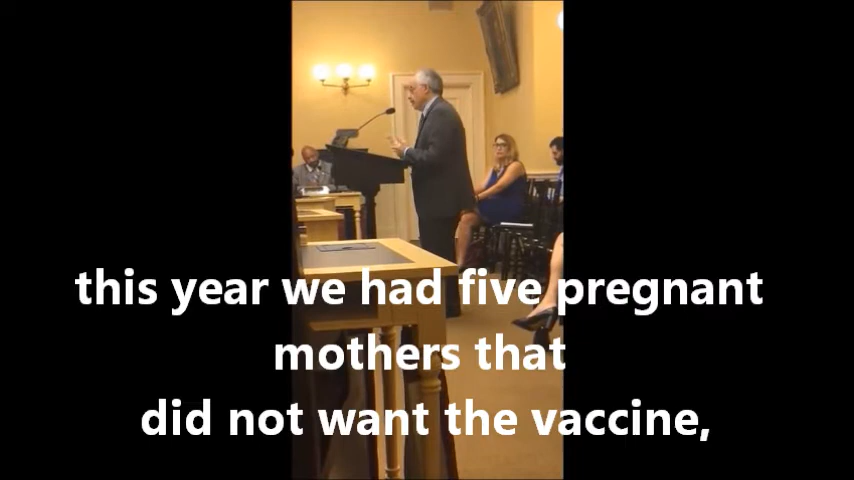 this year we had five pregnant
mothers that
did not want the vaccine,